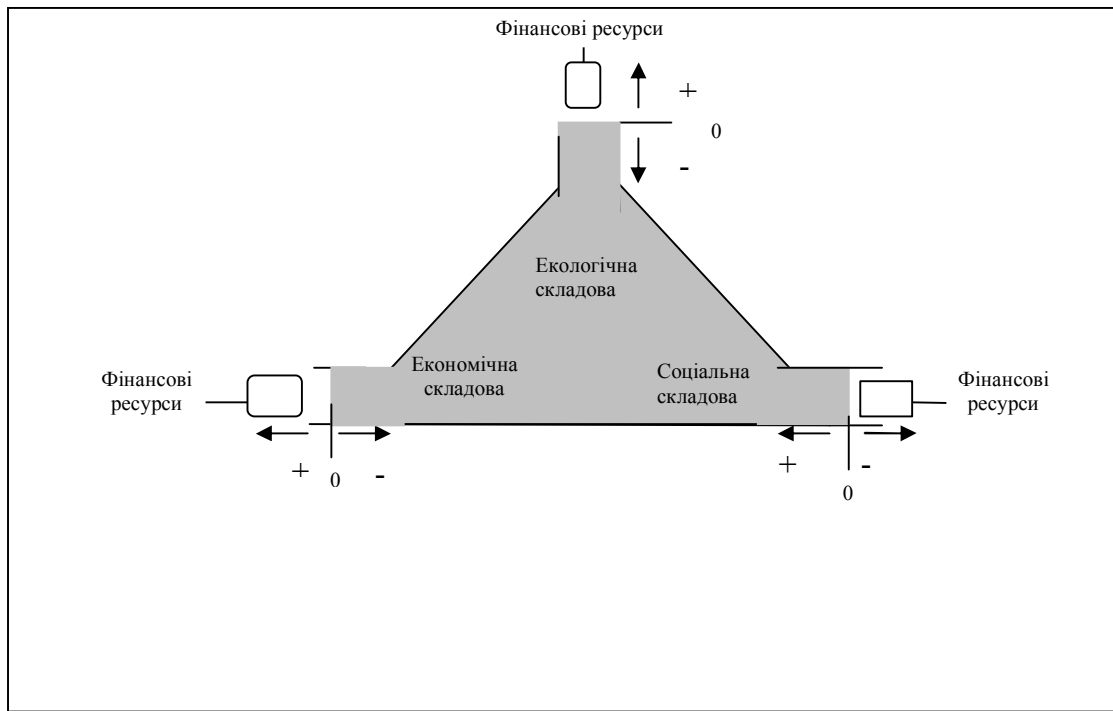 Фінансові ресурси
+
0
-
Екологічна
складова
Економічна
складова
Соціальна
складова
Фінансові
ресурси
Фінансові
ресурси
+ 0 -
+ -
0